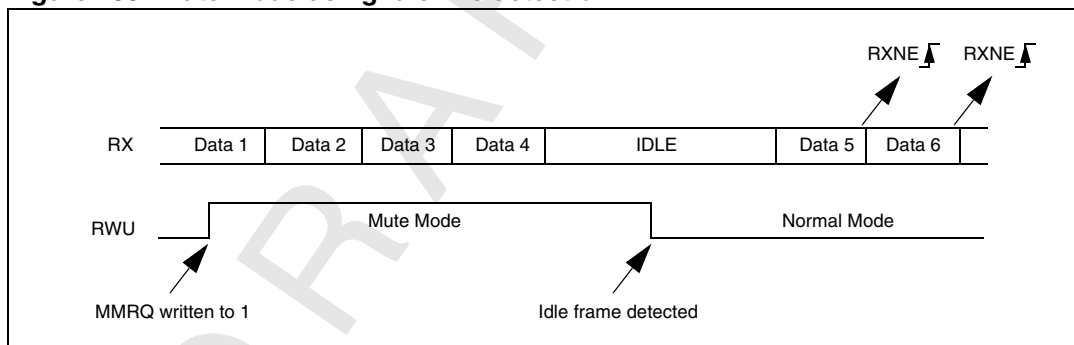 RXNE RXNE
RX Data 1 Data 2 Data 3 Data 4 IDLE Data 5 Data 6
RWU Mute Mode Normal Mode
MMRQ written to 1 Idle frame detected